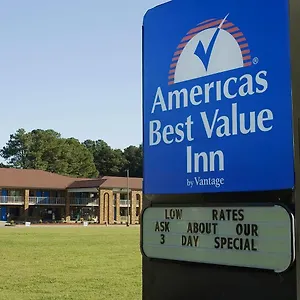 Americas
Best Value
Inn
by Vantage
LOW RATES
ASK ABOUT OUR
3 DAY SPECIAL